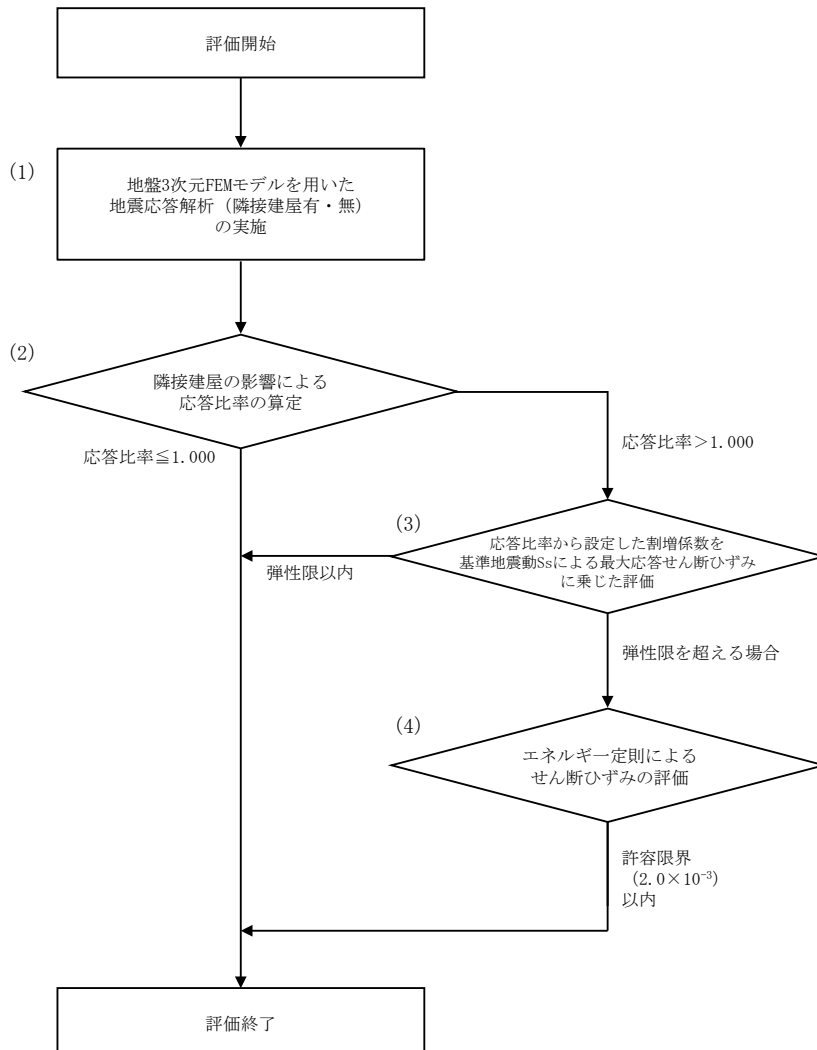 評価開始
(1)
地盤3次元FEMモデルを用いた
地震応答解析（隣接建屋有・無）
の実施
(2)
隣接建屋の影響による
応答比率の算定
応答比率≦1.000
応答比率＞1.000
(3)
応答比率から設定した割増係数を
基準地震動Ssによる最大応答せん断ひずみ
に乗じた評価
弾性限以内
弾性限を超える場合
(4)
エネルギー定則による
せん断ひずみの評価
許容限界
（2.0×10⁻³）
以内
評価終了